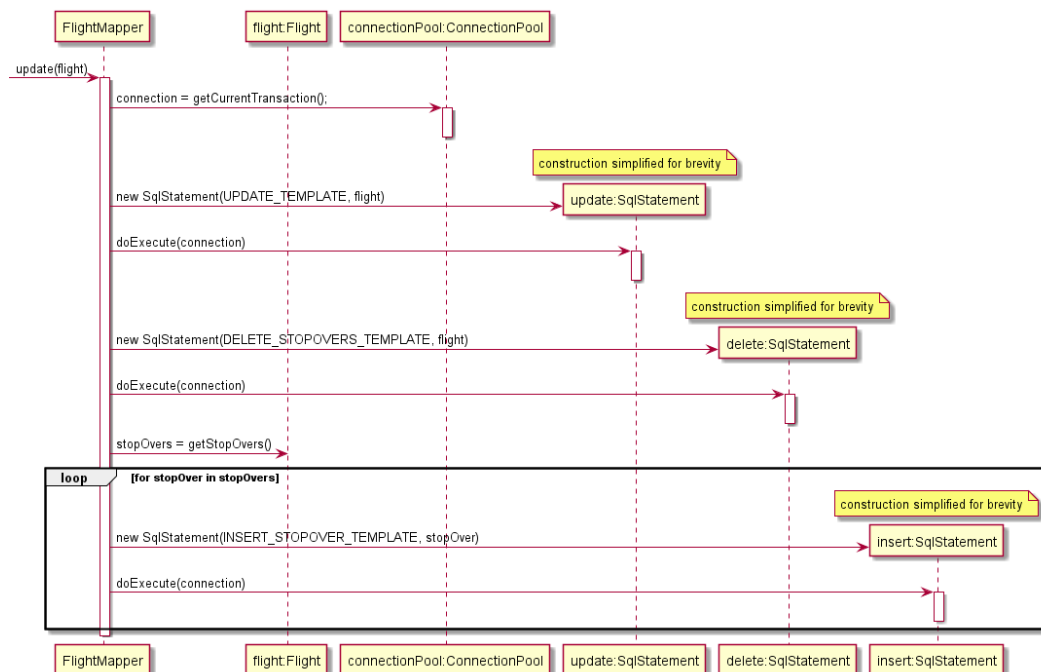 FlightMapper
flight:Flight
connectionPool:ConnectionPool
update(flight)
connection = getCurrentTransaction();
construction simplified for brevity
new SqlStatement(UPDATE_TEMPLATE, flight)
update:SqlStatement
doExecute(connection)
construction simplified for brevity
new SqlStatement(DELETE_STOPOVERS_TEMPLATE, flight)
delete:SqlStatement
doExecute(connection)
stopOvers = getStopOvers()
loop
[for stopOver in stopOvers]
construction simplified for brevity
new SqlStatement(INSERT_STOPOVER_TEMPLATE, stopOver)
insert:SqlStatement
doExecute(connection)
FlightMapper
flight:Flight
connectionPool:ConnectionPool
update:SqlStatement
delete:SqlStatement
insert:SqlStatement